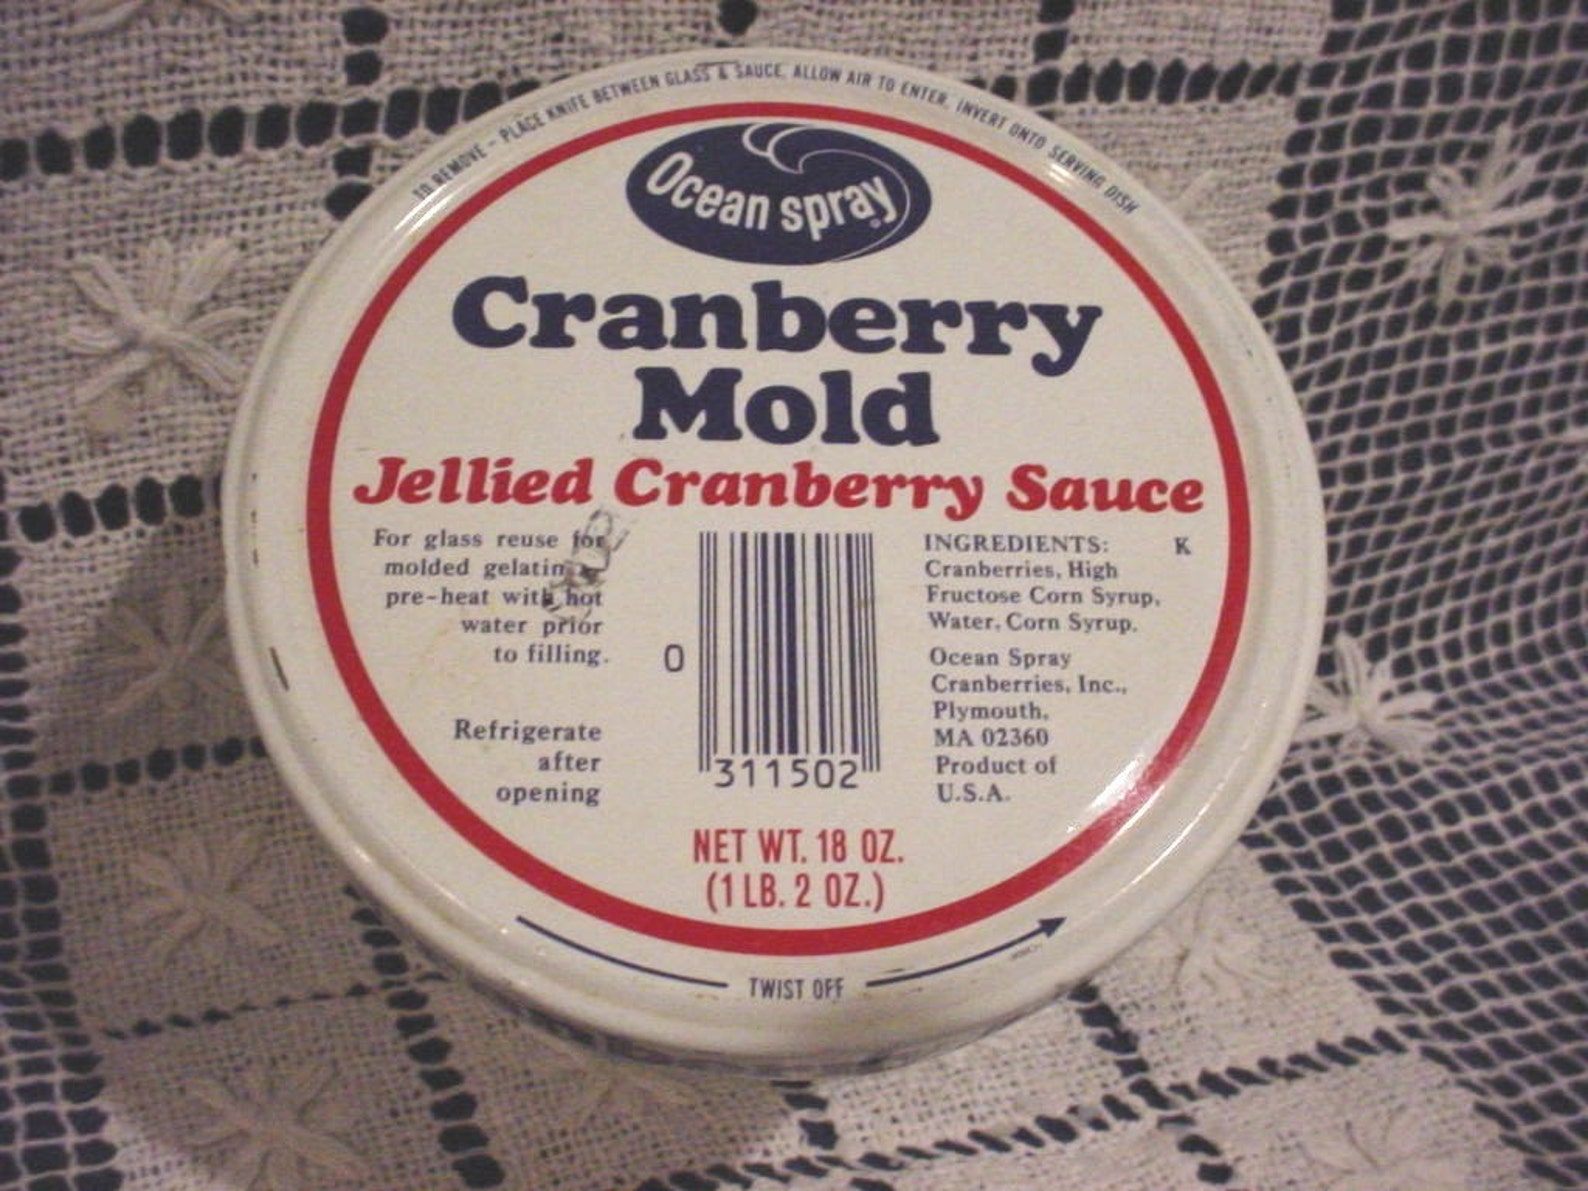 TO REMOVE - PLACE KNIFE BETWEEN GLASS & SAUCE, ALLOW AIR TO ENTER. INVERT ONTO SERVING DISH
Ocean spray
Cranberry
Mold
Jellied Cranberry Sauce
For glass reuse for
molded gelatin
pre-heat with hot
water prior
to filling.
Refrigerate
after
opening
0
311502
INGREDIENTS: K
Cranberries, High
Fructose Corn Syrup,
Water, Corn Syrup.
Ocean Spray
Cranberries, Inc.,
Plymouth,
MA 02360
Product of
U.S.A.
NET WT. 18 OZ.
(1 LB. 2 OZ.)
TWIST OFF